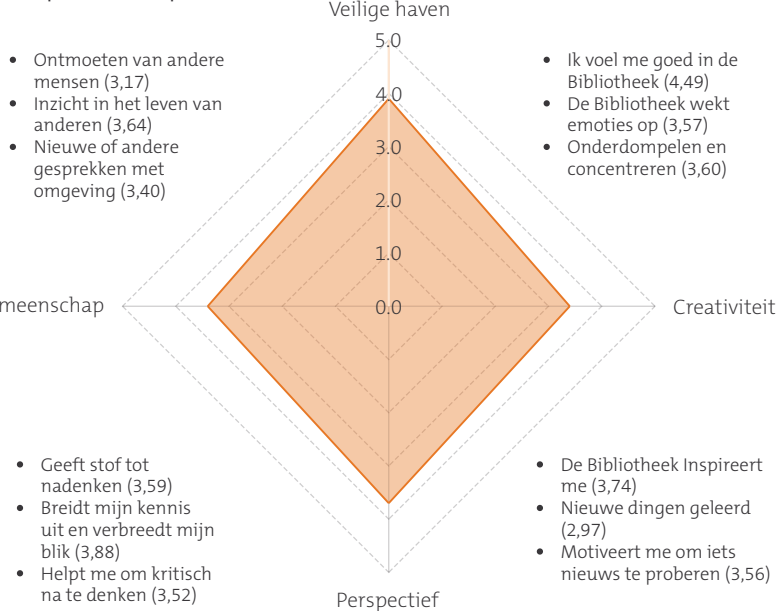 Veilige haven
• Ontmoeten van andere
mensen (3,17)
• Inzicht in het leven van
anderen (3,64)
• Nieuwe of andere
gesprekken met
omgeving (3,40)
• Ik voel me goed in de
Bibliotheek (4,49)
• De Bibliotheek wekt
emoties op (3,57)
• Onderdompelen en
concentreren (3,60)
5.0
4.0
3.0
2.0
1.0
0.0
meenschap
Creativiteit
• Geeft stof tot
nadenken (3,59)
• Breidt mijn kennis
uit en verbreedt mijn
blik (3,88)
• Helpt me om kritisch
na te denken (3,52)
• De Bibliotheek Inspireert
me (3,74)
• Nieuwe dingen geleerd
(2,97)
• Motiveert me om iets
nieuws te proberen (3,56)
Perspectief